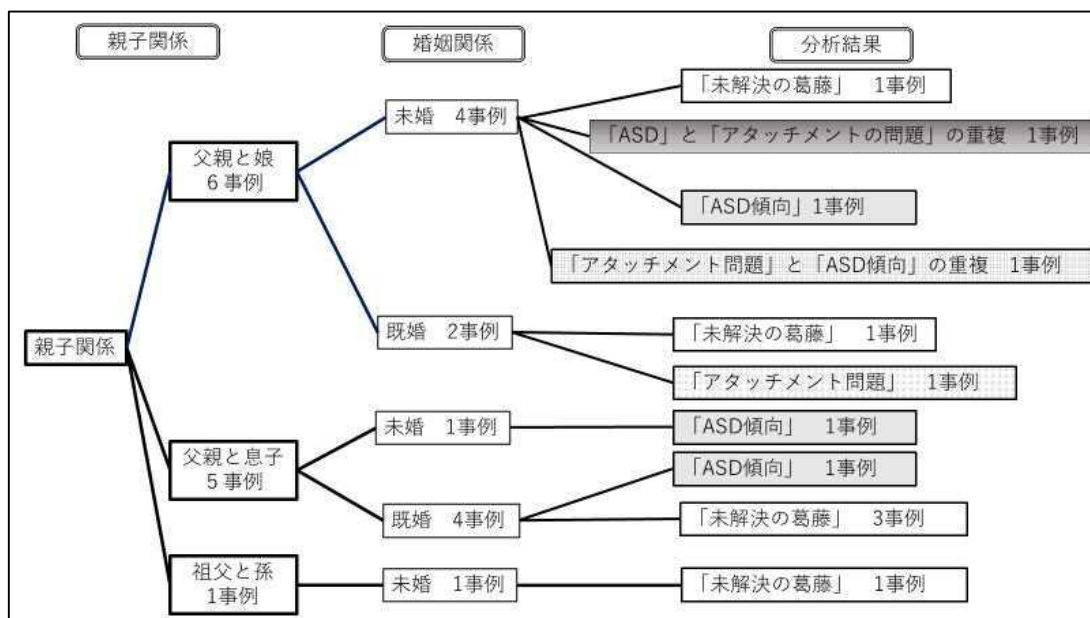 親子関係
婚姻関係
分析結果
親子関係
父親と娘
6事例
未婚　4事例
「未解決の葛藤」　1事例
「ASD」と「アタッチメントの問題」の重複　1事例
「ASD傾向」1事例
「アタッチメント問題」と「ASD傾向」の重複　1事例
既婚　2事例
「未解決の葛藤」　1事例
「アタッチメント問題」　1事例
父親と息子
5事例
未婚　1事例
「ASD傾向」　1事例
既婚　4事例
「ASD傾向」　1事例
「未解決の葛藤」　3事例
祖父と孫
1事例
未婚　1事例
「未解決の葛藤」　1事例